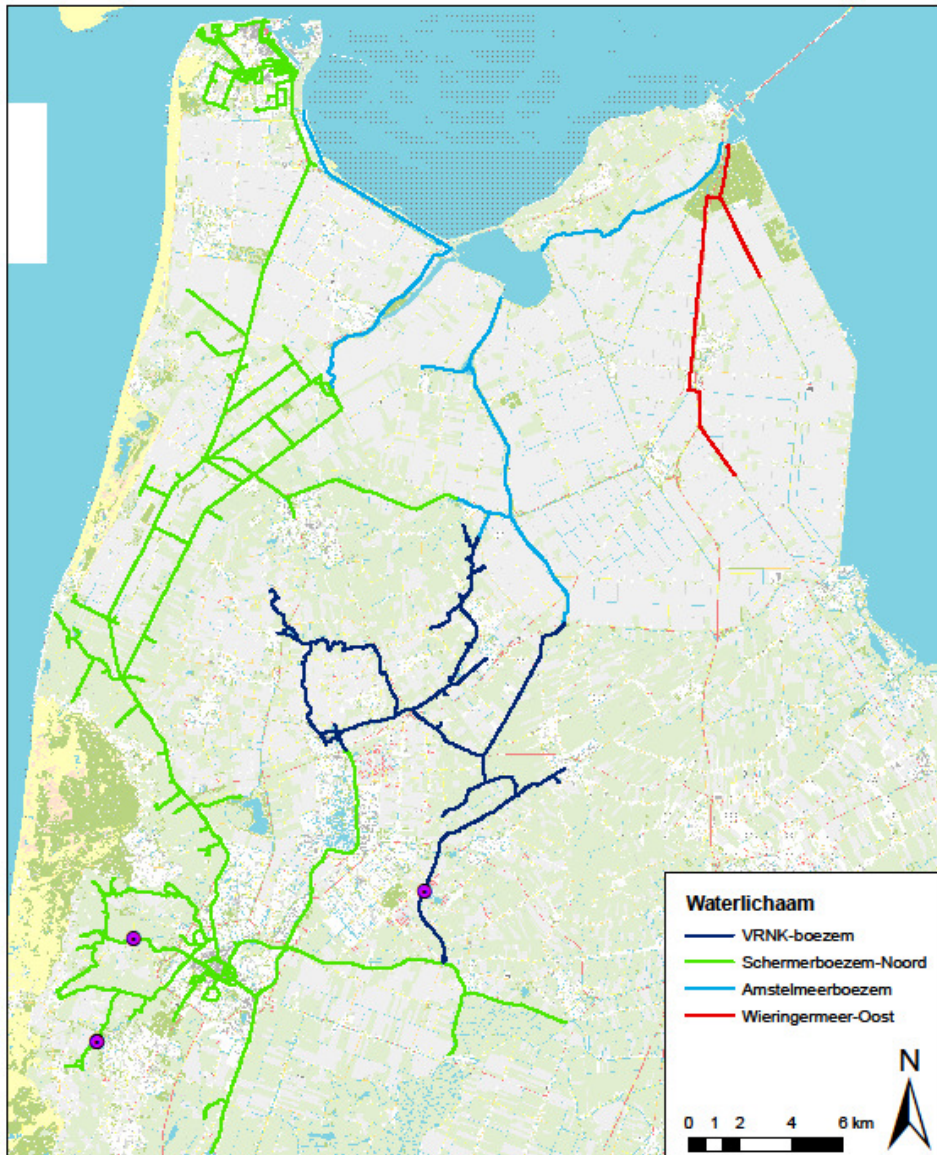 Waterlichaam
VRNK-boezem
Schermerboezem-Noord
Amstelmeerboezem
Wieringermeer-Oost
N
0 1 2 4 6 km